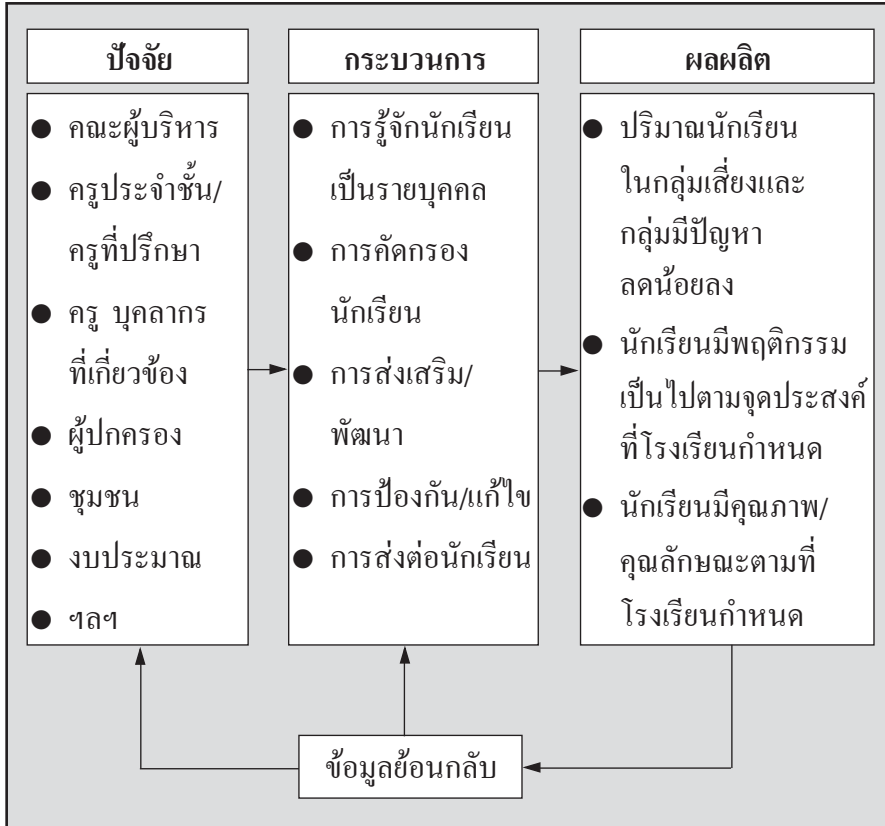 ปัจจัย
● คณะผู้บริหาร
● ครูประจำชั้น/
ครูที่ปรึกษา
● ครู บุคลากร
ที่เกี่ยวข้อง
● ผู้ปกครอง
● ชุมชน
● งบประมาณ
● ฯลฯ
กระบวนการ
● การรู้จักนักเรียน
เป็นรายบุคคล
● การคัดกรอง
นักเรียน
● การส่งเสริม/
พัฒนา
● การป้องกัน/แก้ไข
● การส่งต่อนักเรียน
ผลผลิต
● ปริมาณนักเรียน
ในกลุ่มเสี่ยงและ
กลุ่มมีปัญหา
ลดน้อยลง
● นักเรียนมีพฤติกรรม
เป็นไปตามจุดประสงค์
ที่โรงเรียนกำหนด
● นักเรียนมีคุณภาพ/
คุณลักษณะตามที่
โรงเรียนกำหนด
ข้อมูลย้อนกลับ